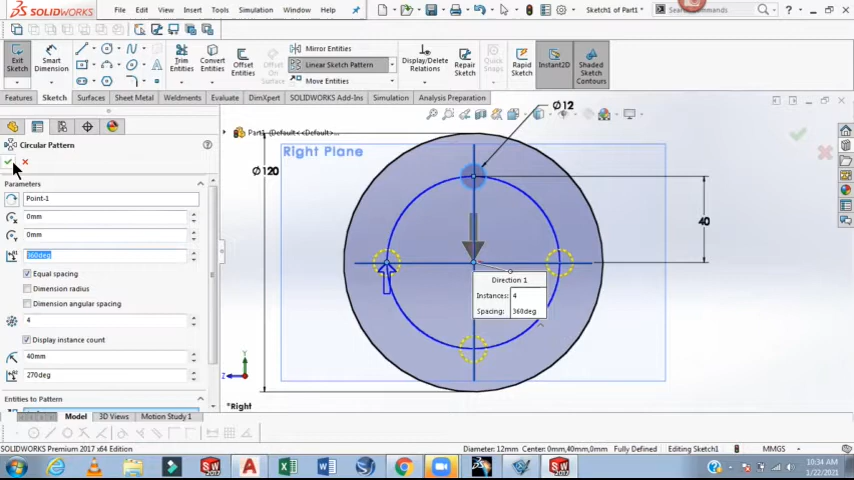 SOLIDWORKS File Edit View Insert Tools Simulation Window Help Sketch1 of Part1 * Search Commands
Exit Sketch Smart Dimension Trim Entities Convert Entities Offset Entities Offset On Surface Mirror Entities Linear Sketch Pattern Move Entities Display/Delete Relations Repair Sketch Quick Snaps Rapid Sketch Instant2D Shaded Sketch Contours
Features Sketch Surfaces Sheet Metal Weldments Evaluate DimXpert SOLIDWORKS Add-Ins Simulation Analysis Preparation
Ø12
Part1 (Default<<Default>...
Circular Pattern
Right Plane
Ø120
Parameters
Point-1
0mm
0mm
360deg
Equal spacing
Dimension radius
Dimension angular spacing
4
Display instance count
40mm
270deg
Entities to Pattern
40
Direction 1
Instances: 4
Spacing: 360deg
Y
Z
*Right
Model 3D Views Motion Study 1
SOLIDWORKS Premium 2017 x64 Edition Diameter: 12mm Center: 0mm,40mm,0mm Fully Defined Editing Sketch1 MMGS
10:34 AM
1/22/2021